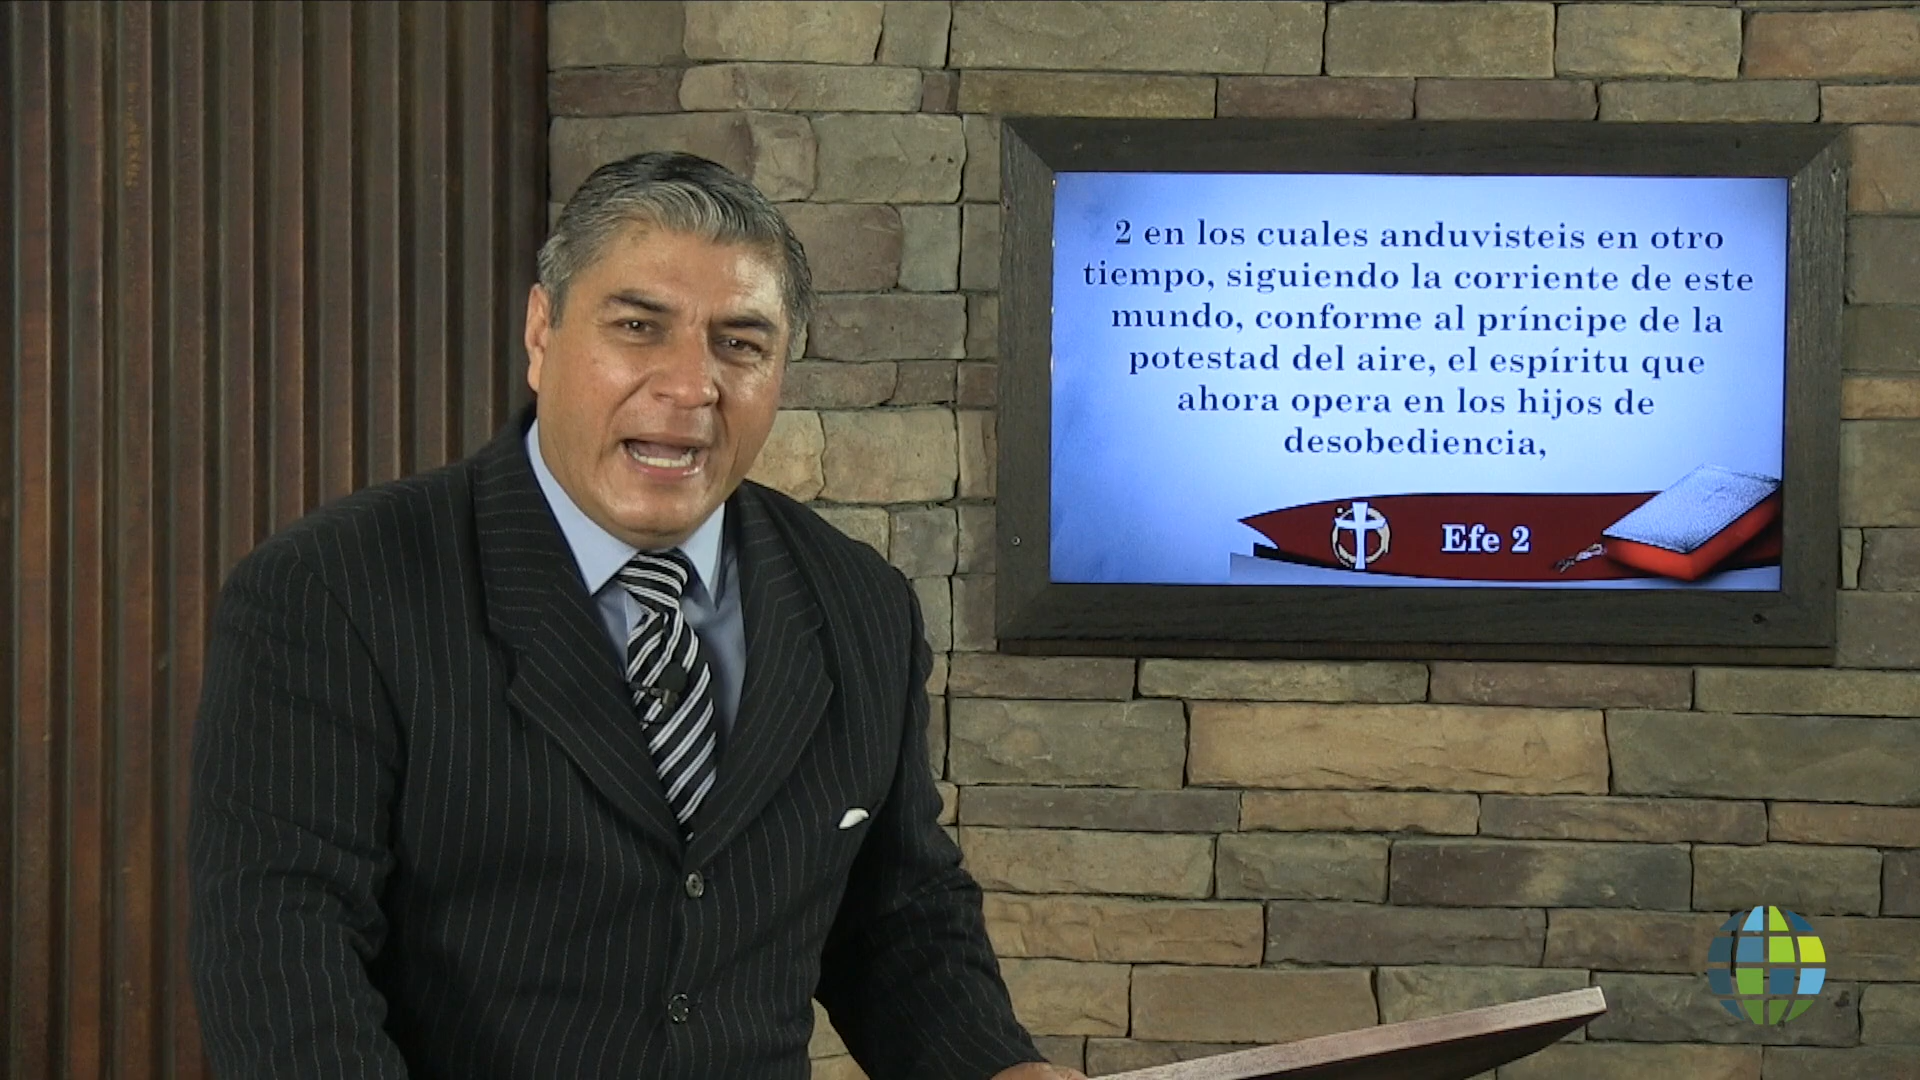 2 en los cuales anduvisteis en otro
tiempo, siguiendo la corriente de este
mundo, conforme al príncipe de la
potestad del aire, el espíritu que
ahora opera en los hijos de
desobediencia,
Efe 2